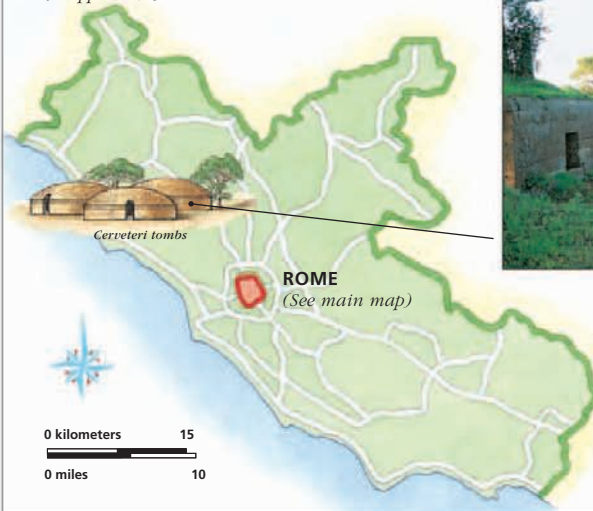 Cerveteri tombs
ROME
(See main map)
0 kilometers 15
0 miles 10